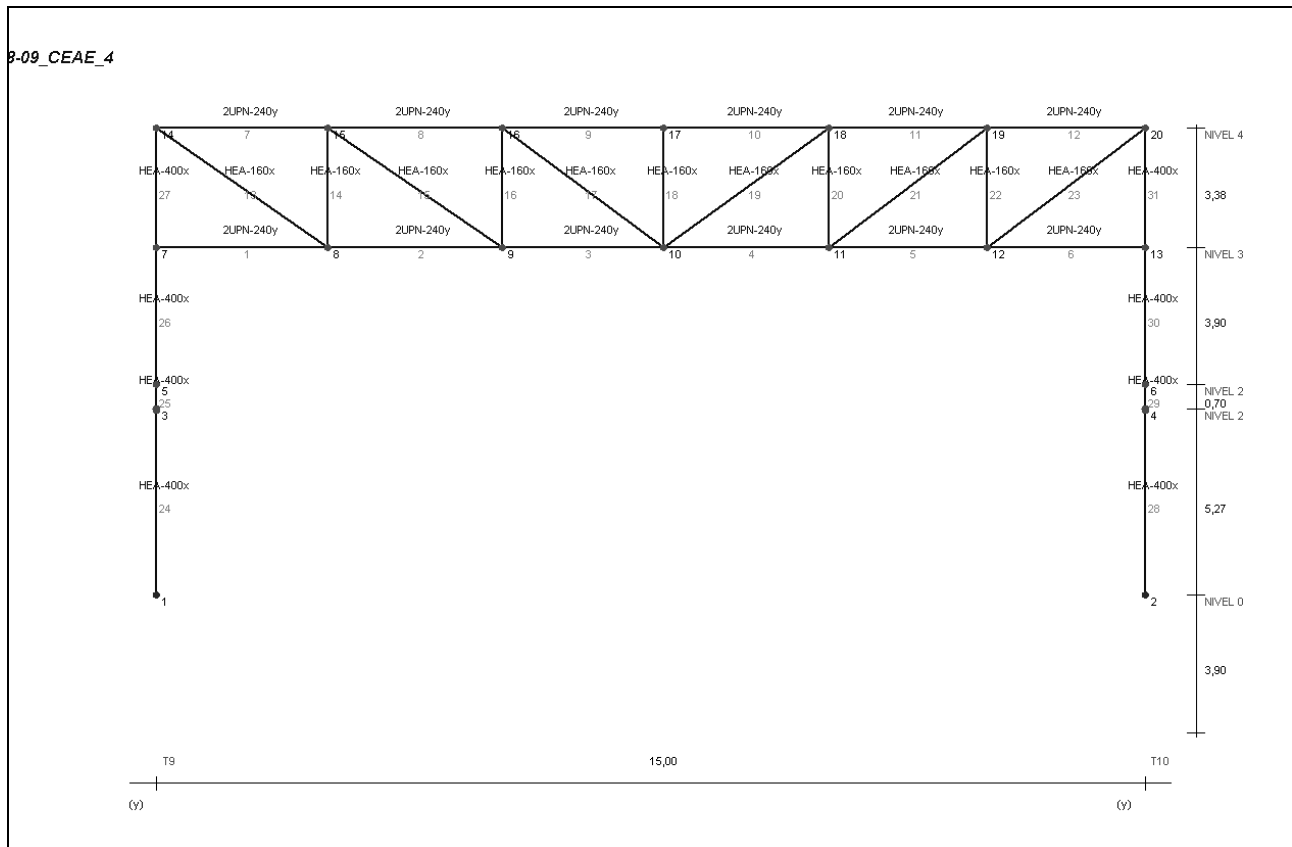 8-09_CEAE_4
2UPN-240y 2UPN-240y 2UPN-240y 2UPN-240y 2UPN-240y 2UPN-240y
14 7 15 8 16 9 17 10 18 11 19 12 20 NIVEL 4
HEA-400x HEA-160x HEA-160x HEA-160x HEA-160x HEA-160x HEA-160x HEA-160x HEA-160x HEA-160x HEA-160x HEA-160x HEA-400x
27 13 14 15 16 17 18 19 20 21 22 23 31 3,38
2UPN-240y 2UPN-240y 2UPN-240y 2UPN-240y 2UPN-240y 2UPN-240y
7 1 8 2 9 3 10 4 11 5 12 6 13 NIVEL 3
HEA-400x HEA-400x
26 30 3,90
HEA-400x HEA-400x
5 6 NIVEL 2
25 29 0,70
3 4 NIVEL 2
HEA-400x HEA-400x
24 28 5,27
1 2 NIVEL 0
3,90
T9 15,00 T10
(y) (y)